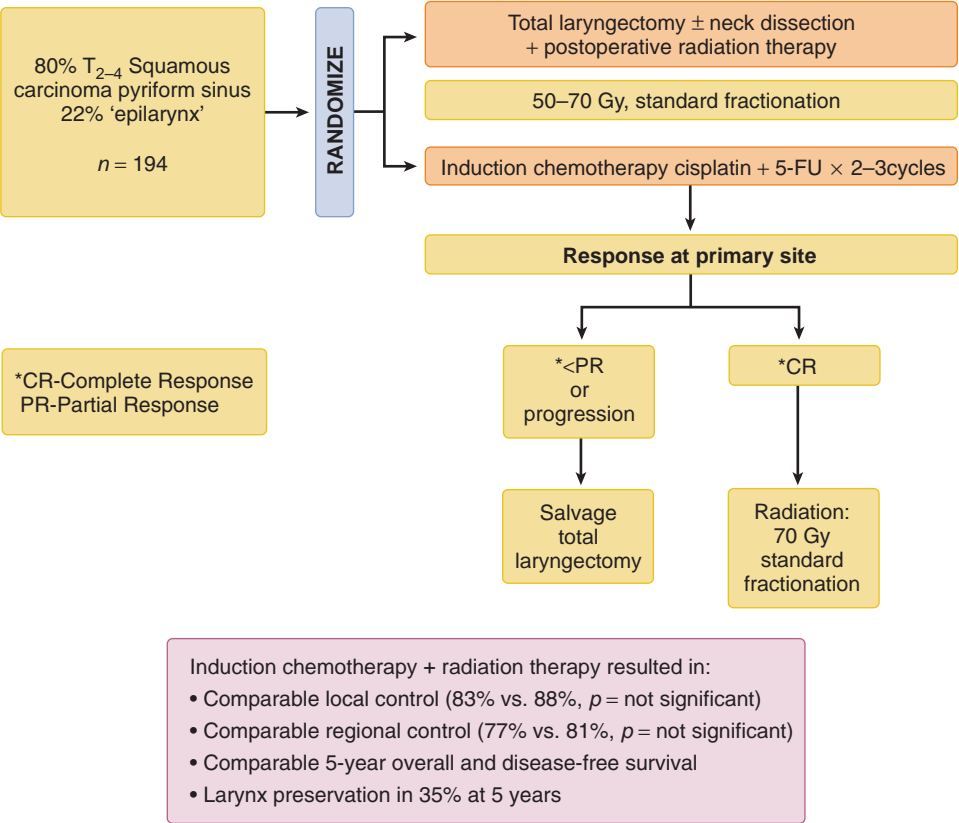 80% T2–4 Squamous
carcinoma pyriform sinus
22% ‘epilarynx’
n = 194
RANDOMIZE
Total laryngectomy ± neck dissection
+ postoperative radiation therapy
50–70 Gy, standard fractionation
Induction chemotherapy cisplatin + 5-FU × 2–3cycles
Response at primary site
*<PR
or
progression
*CR
*CR-Complete Response
PR-Partial Response
Salvage
total
laryngectomy
Radiation:
70 Gy
standard
fractionation
Induction chemotherapy + radiation therapy resulted in:
• Comparable local control (83% vs. 88%, p = not significant)
• Comparable regional control (77% vs. 81%, p = not significant)
• Comparable 5-year overall and disease-free survival
• Larynx preservation in 35% at 5 years